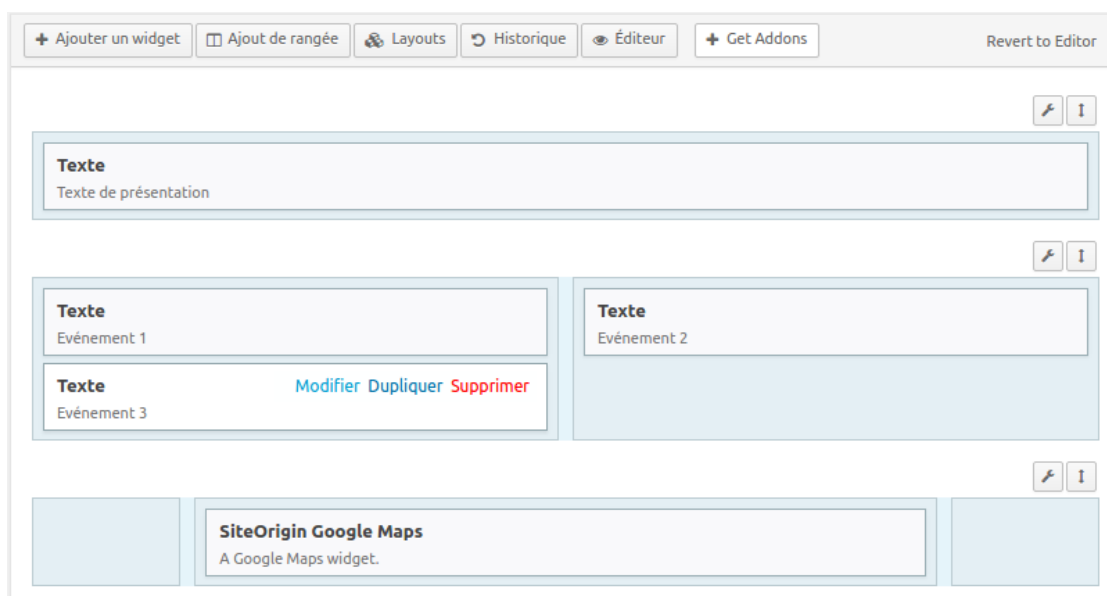 Ajouter un widget Ajout de rangée Layouts Historique Éditeur Get Addons Revert to Editor
Texte
Texte de présentation
Texte
Evénement 1
Texte
Evénement 2
Texte Modifier Dupliquer Supprimer
Evénement 3
SiteOrigin Google Maps
A Google Maps widget.